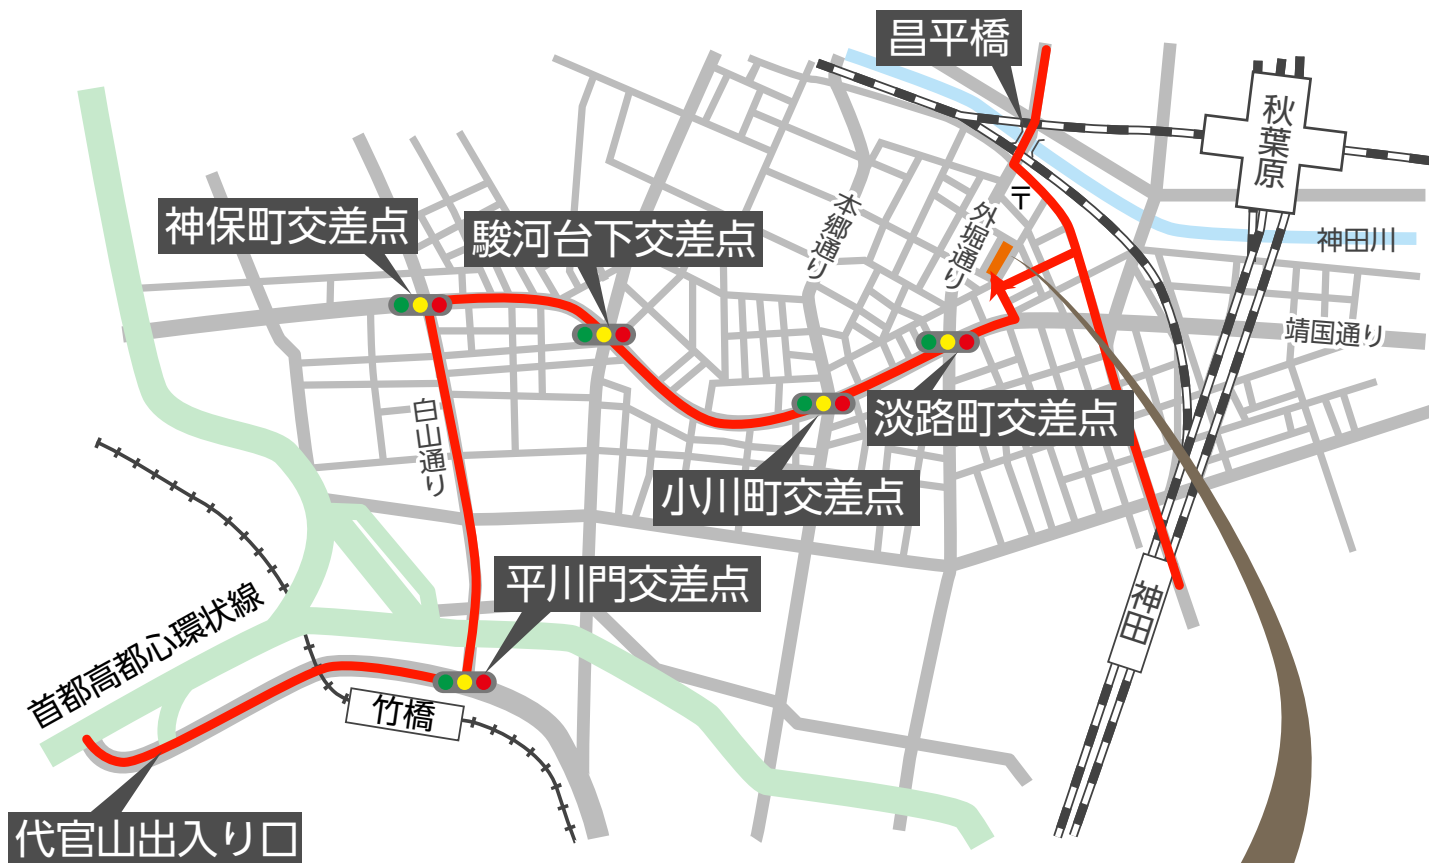 昌平橋
秋葉原
〒
神保町交差点
駿河台下交差点
本郷通り
外堀通り
神田川
靖国通り
白山通り
淡路町交差点
小川町交差点
平川門交差点
神田
首都高都心環状線
竹橋
代官山出入り口